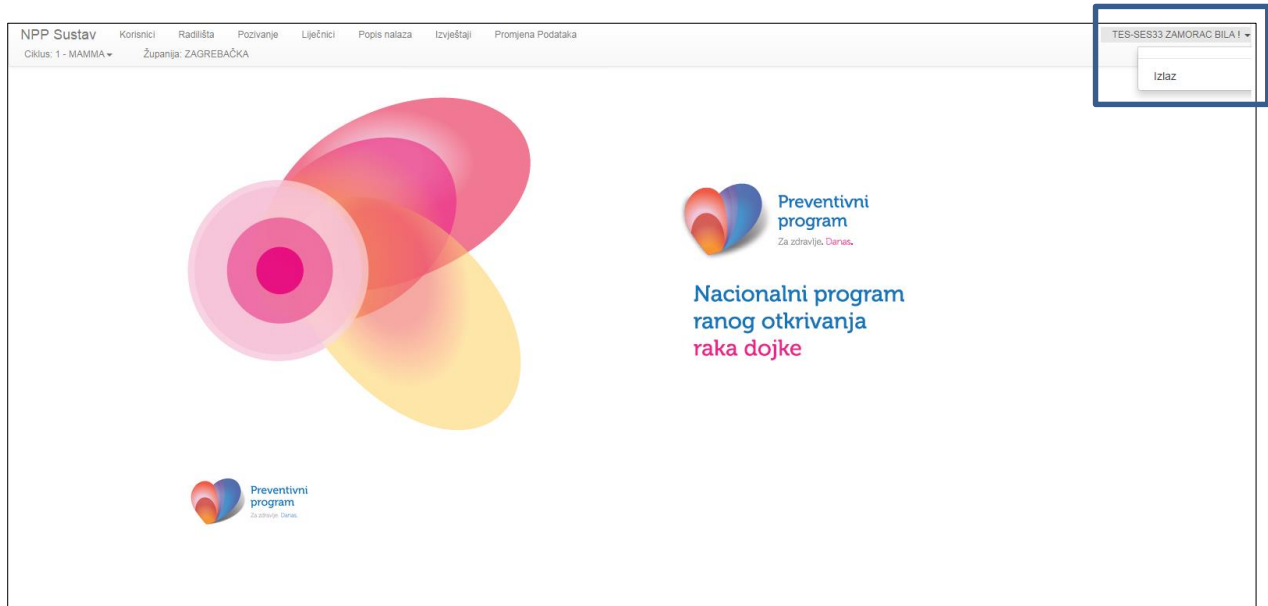 NPP Sustav Korisnici Radilišta Pozivanje Liječnici Popis nalaza Izvještaji Promjena Podataka TES-SES33 ZAMORAC BILA !
Ciklus: 1 - MAMMA Županija: ZAGREBAČKA
Izlaz
Preventivni
program
Za zdravlje. Danas.
Nacionalni program
ranog otkrivanja
raka dojke
Preventivni
program
Za zdravlje. Danas.